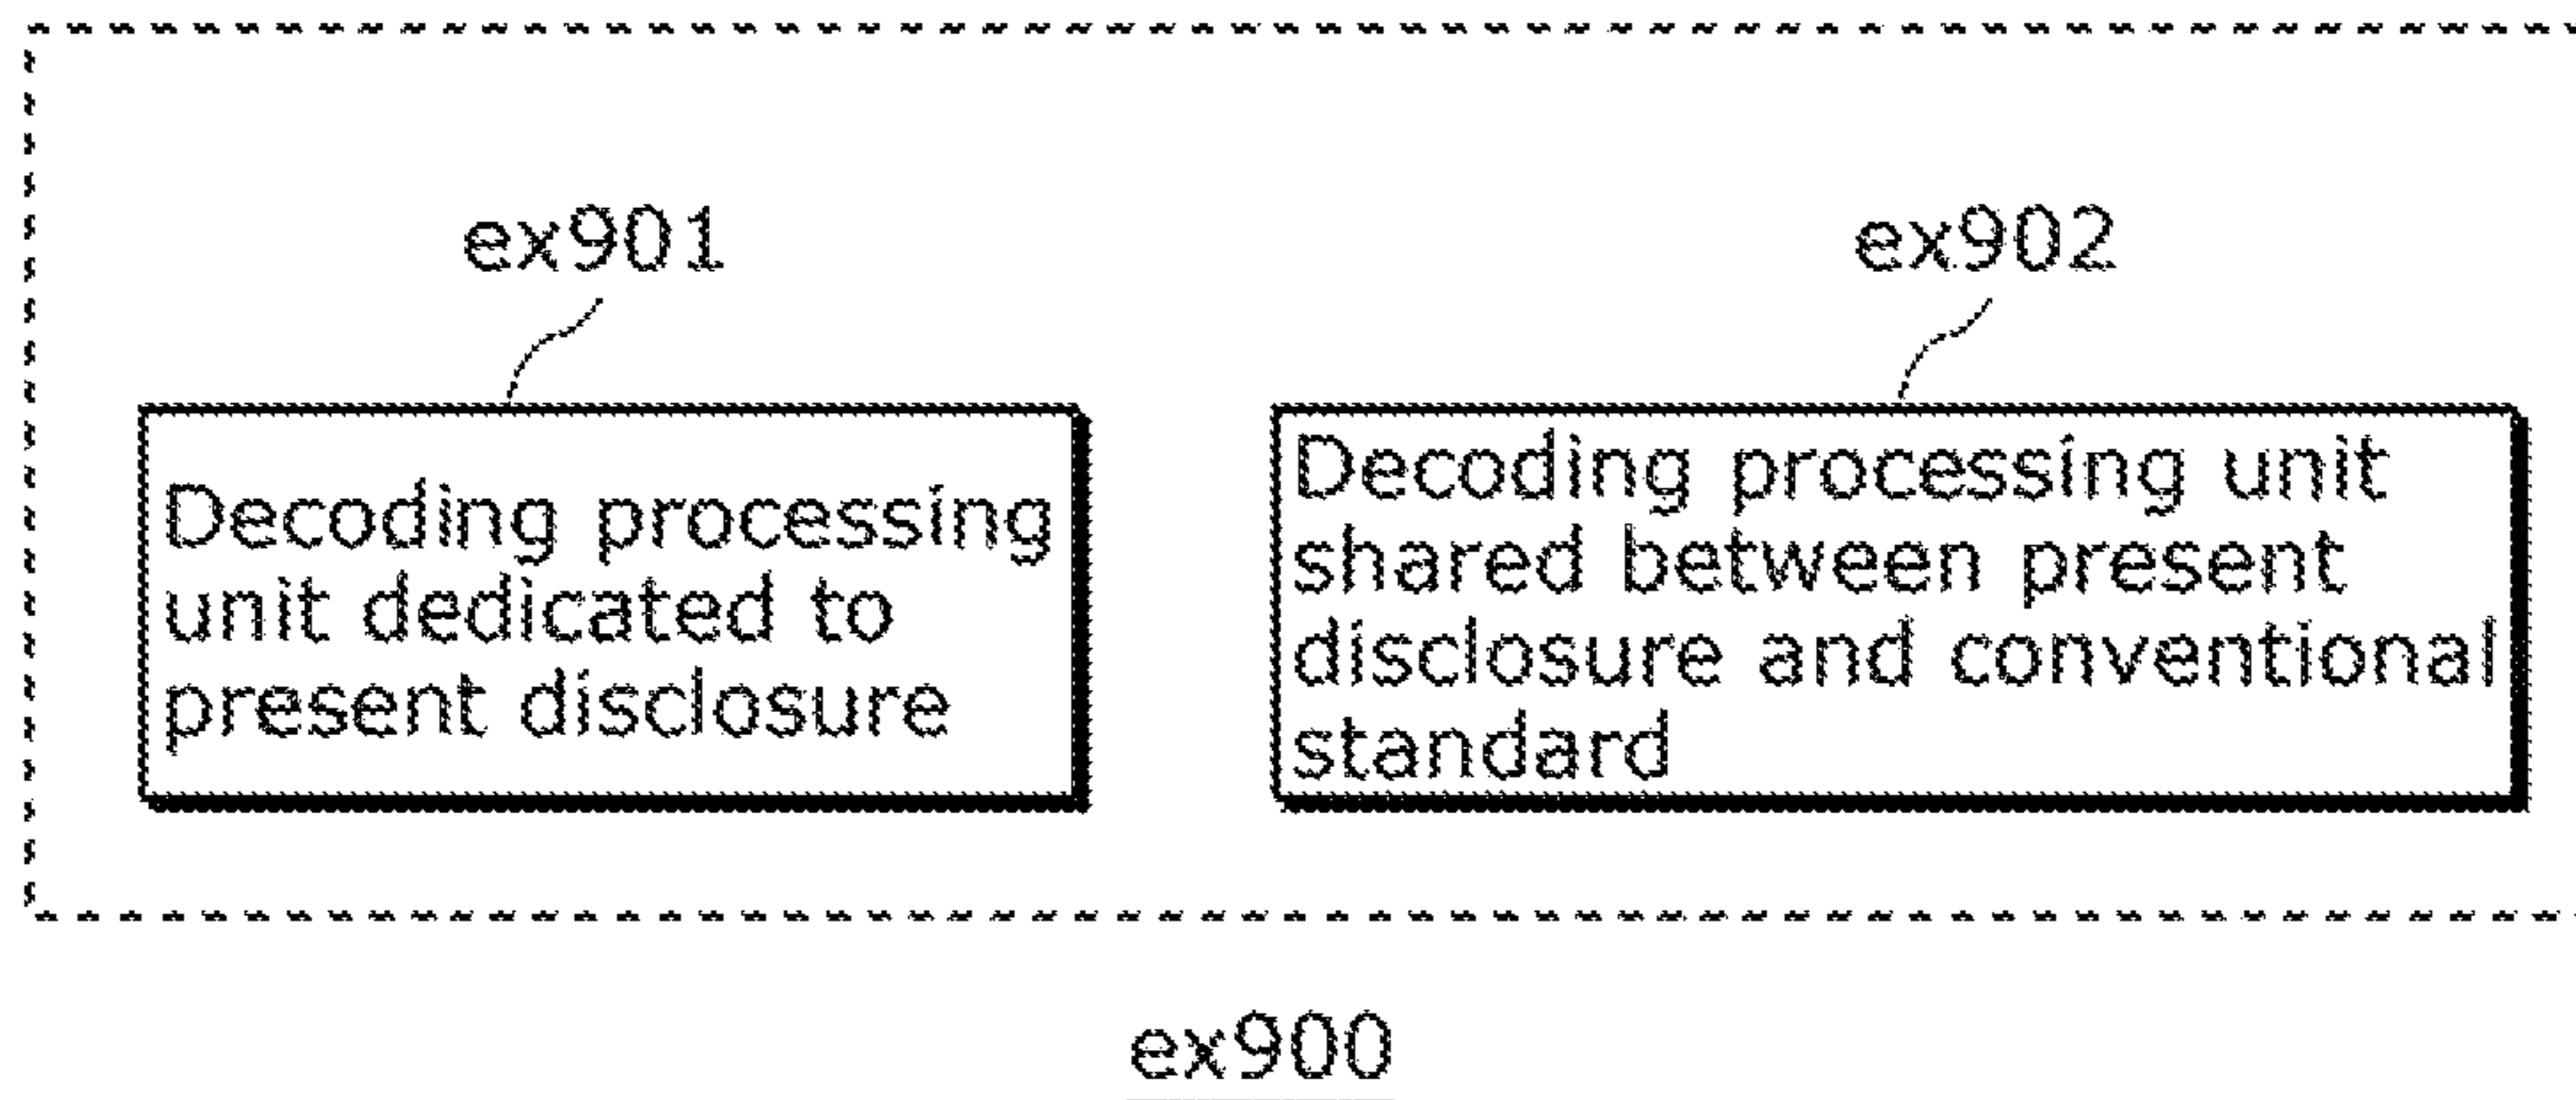 ex901
ex902
Decoding processing
unit dedicated to
present disclosure
Decoding processing unit
shared between present
disclosure and conventional
standard
ex900